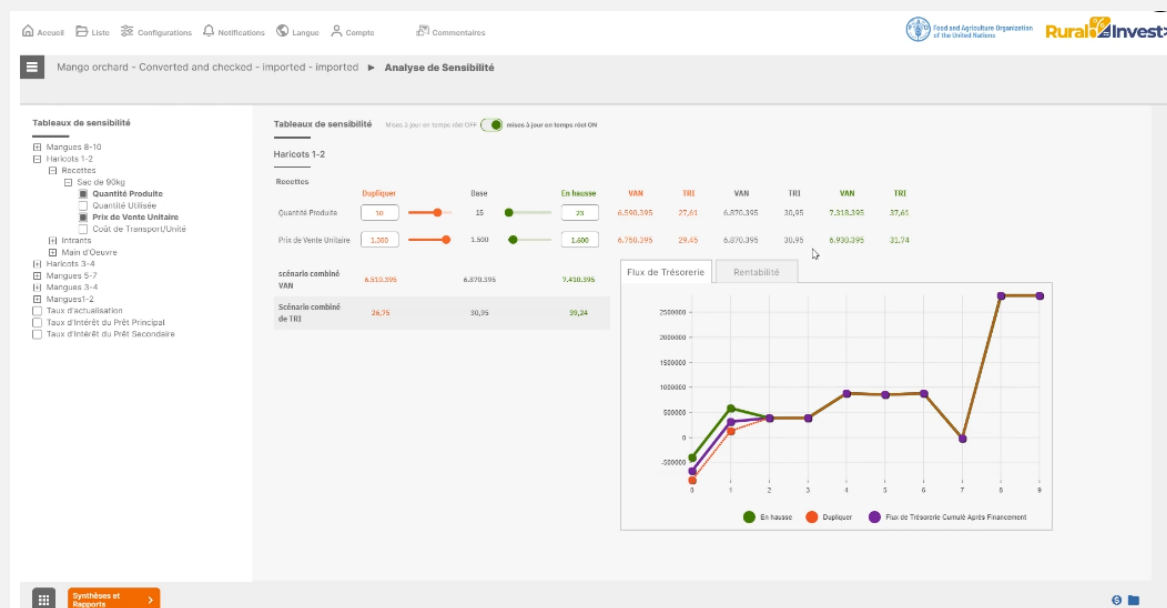 Accueil Liste Configurations Notifications Langue Compte Commentaires
Food and Agriculture Organization
of the United Nations
Rural Invest
Mango orchard - Converted and checked - imported - imported ► Analyse de Sensibilité
Tableaux de sensibilité
Mangues 8-10
Haricots 1-2
Recettes
Sac de 90kg
Quantité Produite
Quantité Utilisée
Prix de Vente Unitaire
Coût de Transport/Unité
Intrants
Main d'Oeuvre
Haricots 3-4
Mangues 5-7
Mangues 3-4
Mangues1-2
Taux d'actualisation
Taux d'Intérêt du Prêt Principal
Taux d'Intérêt du Prêt Secondaire
Tableaux de sensibilité Mises à jour en temps réel OFF mises à jour en temps réel ON
Haricots 1-2
Recettes
Dupliquer Base En hausse VAN TRI VAN TRI VAN TRI
Quantité Produite 10 15 23 6.590.395 27,61 6.870.395 30,95 7.318.395 37,61
Prix de Vente Unitaire 1.300 1.500 1.600 6.750.395 29,45 6.870.395 30,95 6.930.395 31,74
scénario combiné
VAN
6.510.395 6.870.395 7.410.395
Scénario combiné
de TRI
26,75 30,95 39,24
Flux de Trésorerie Rentabilité
2500000
2000000
1500000
1000000
500000
0
-500000
0 1 2 3 4 5 6 7 8 9
En hausse Dupliquer Flux de Trésorerie Cumulé Après Financement
Synthèses et
Rapports